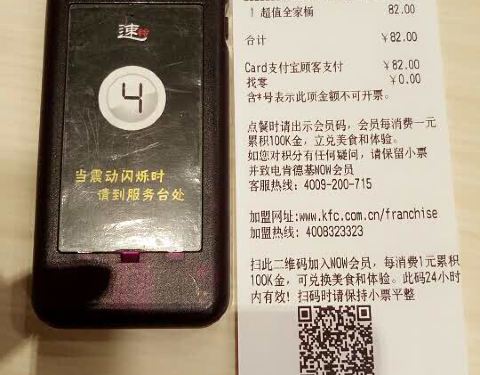 速铃
4
当震动闪烁时
请到服务台处
1 超值全家桶 82.00
合计 ¥82.00
Card支付宝顾客支付 ¥82.00
找零 ¥0.00
含*号表示此项金额不可开票。
点餐时请出示会员码，会员每消费一元
累积100K金，立兑美食和体验。
如您对积分有任何疑问，请保留小票
并致电肯德基NOW会员
客服热线：4009-200-715
加盟网址:www.kfc.com.cn/franchise
加盟热线：4008323323
扫此二维码加入NOW会员，每消费1元累积
100K金，可兑换美食和体验。此码24小时
内有效！扫码时请保持小票平整